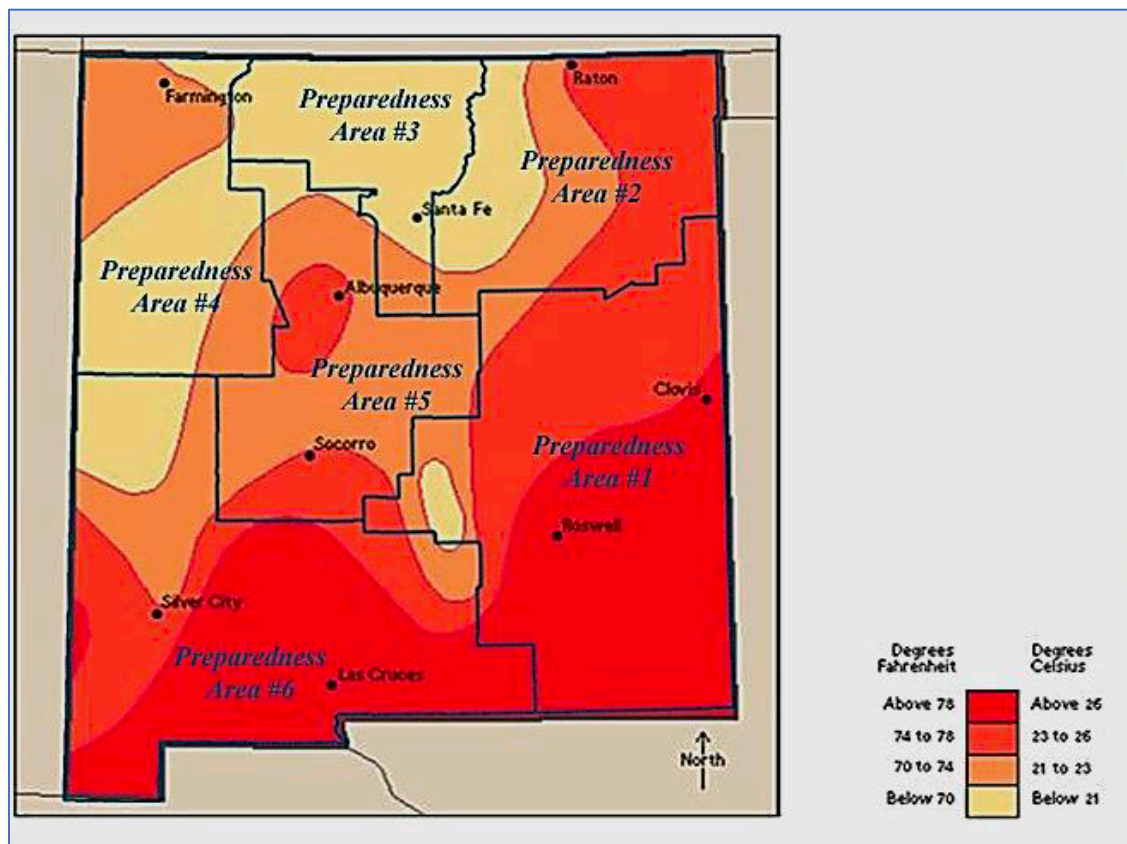 Farmington
Raton
Preparedness
Area #3
Preparedness
Area #2
Santa Fe
Preparedness
Area #4
Albuquerque
Preparedness
Area #5
Clovis
Socorro
Preparedness
Area #1
Roswell
Silver City
Preparedness
Area #6
Las Cruces
North
Degrees
Fahrenheit
Degrees
Celsius
Above 78
Above 26
74 to 78
23 to 26
70 to 74
21 to 23
Below 70
Below 21